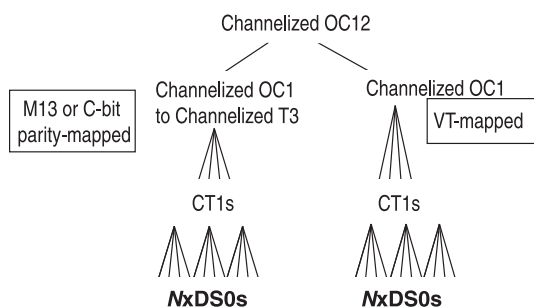 Channelized OC12
Channelized OC1
to Channelized T3
M13 or C-bit
parity-mapped
Channelized OC1
VT-mapped
CT1s
CT1s
NxDS0s
NxDS0s